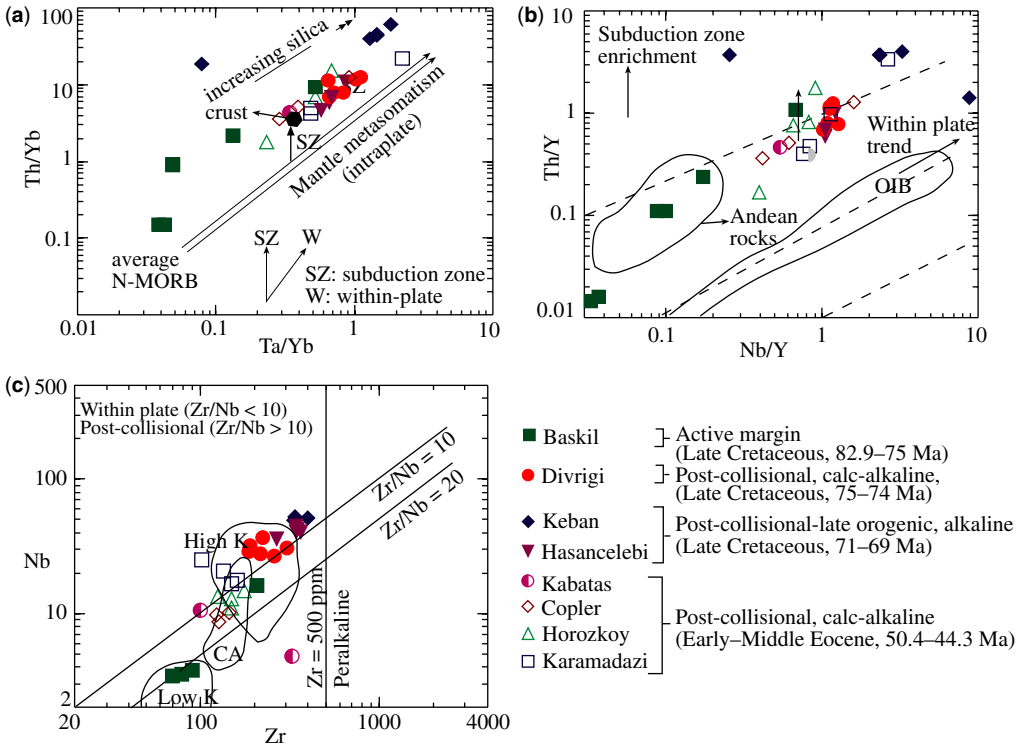 (a)
100
10
1
0.1
0.01
Th/Yb
increasing silica
crust
SZ
Z
Mantle metasomatism
(intraplate)
average
N-MORB
SZ
W
SZ: subduction zone
W: within-plate
0.01
0.1
1
10
Ta/Yb
(b)
10
1
0.1
0.01
Th/Y
Subduction zone
enrichment
Within plate
trend
OIB
Andean
rocks
0.1
1
10
Nb/Y
(c)
500
100
10
2
Nb
Within plate (Zr/Nb < 10)
Post-collisional (Zr/Nb > 10)
Zr/Nb = 10
Zr/Nb = 20
High K
CA
Low K
Zr = 500 ppm
Peralkaline
20
100
1000
4000
Zr
Baskil
Active margin
(Late Cretaceous, 82.9–75 Ma)
Divrigi
Post-collisional, calc-alkaline,
(Late Cretaceous, 75–74 Ma)
Keban
Hasancelebi
Post-collisional-late orogenic, alkaline
(Late Cretaceous, 71–69 Ma)
Kabatas
Copler
Horozkoy
Karamadazi
Post-collisional, calc-alkaline
(Early–Middle Eocene, 50.4–44.3 Ma)